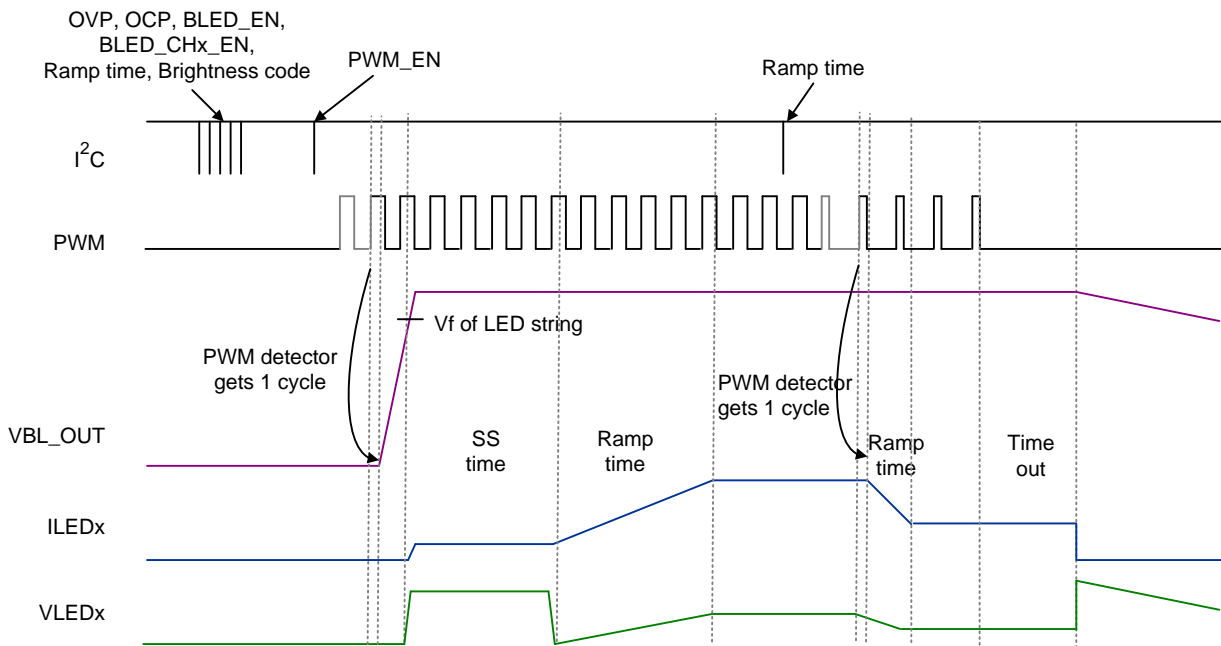 OVP, OCP, BLED_EN,
BLED_CHx_EN,
Ramp time, Brightness code
PWM_EN
Ramp time
I2C
PWM
Vf of LED string
PWM detector
gets 1 cycle
PWM detector
gets 1 cycle
VBL_OUT
SS
time
Ramp
time
Ramp
time
Time
out
ILEDx
VLEDx